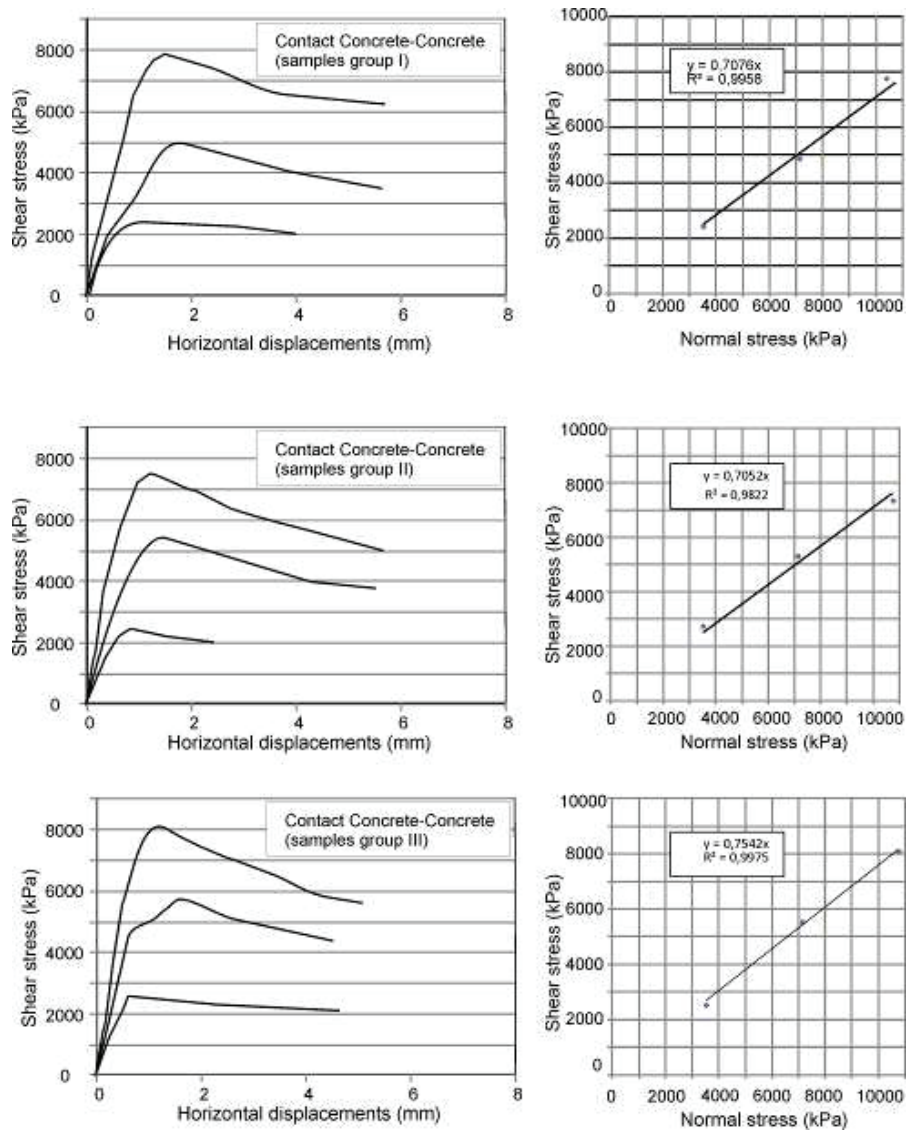 8000
6000
4000
2000
0
Shear stress (kPa)
Contact Concrete-Concrete
(samples group I)
0 2 4 6 8
Horizontal displacements (mm)
10000
8000
6000
4000
2000
0
Shear stress (kPa)
y = 0,7076x
R² = 0,9958
0 2000 4000 6000 8000 10000
Normal stress (kPa)
8000
6000
4000
2000
0
Shear stress (kPa)
Contact Concrete-Concrete
(samples group II)
0 2 4 6 8
Horizontal displacements (mm)
10000
8000
6000
4000
2000
0
Shear stress (kPa)
y = 0,7052x
R² = 0,9822
0 2000 4000 6000 8000 10000
Normal stress (kPa)
8000
6000
4000
2000
0
Shear stress (kPa)
Contact Concrete-Concrete
(samples group III)
0 2 4 6 8
Horizontal displacements (mm)
10000
8000
6000
4000
2000
0
Shear stress (kPa)
y = 0,7542x
R² = 0,9975
0 2000 4000 6000 8000 10000
Normal stress (kPa)